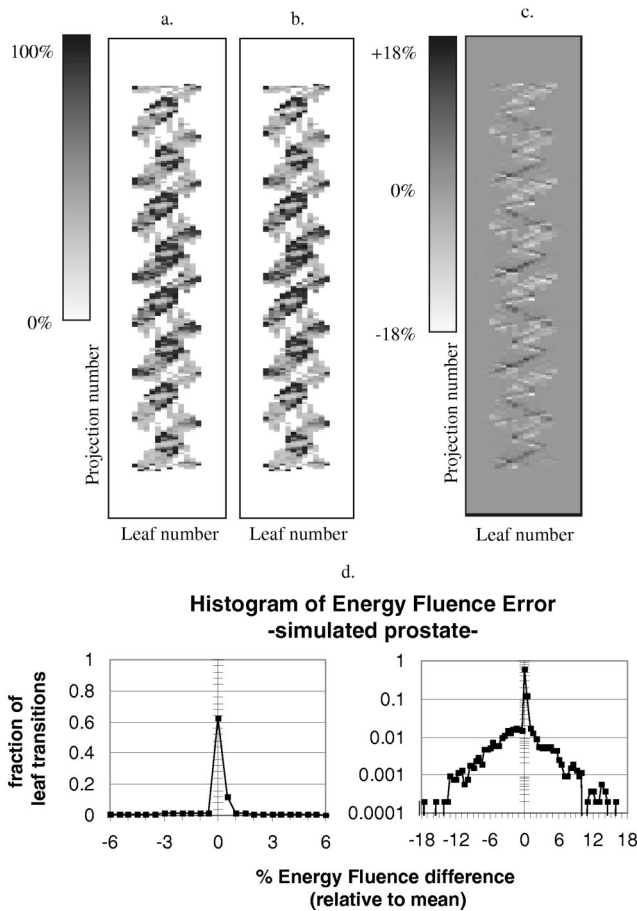 a.
b.
c.
100%
0%
Projection number
Leaf number
Leaf number
+18%
0%
-18%
Projection number
Leaf number
d.
Histogram of Energy Fluence Error
-simulated prostate-
fraction of
leaf transitions
1
0.8
0.6
0.4
0.2
0
-6 -3 0 3 6
1
0.1
0.01
0.001
0.0001
-18 -12 -6 0 6 12 18
% Energy Fluence difference
(relative to mean)